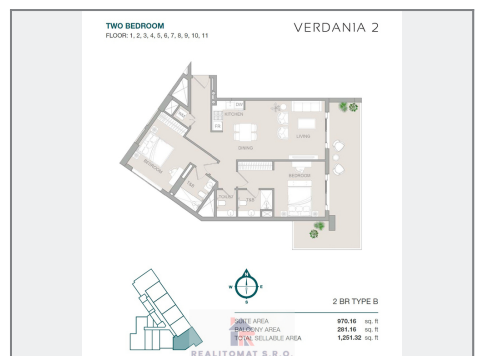 TWO BEDROOM
FLOOR: 1, 2, 3, 4, 5, 6, 7, 8, 9, 10, 11
VERDANIA 2
KITCHEN
DW
FR
DINING
LIVING
BEDROOM
BEDROOM
N
W
E
S
2 BR TYPE B
SUITE AREA 970.16 sq. ft
BALCONY AREA 281.16 sq. ft
TOTAL SELLABLE AREA 1,251.32 sq. ft
REALITOMAT S.R.O.